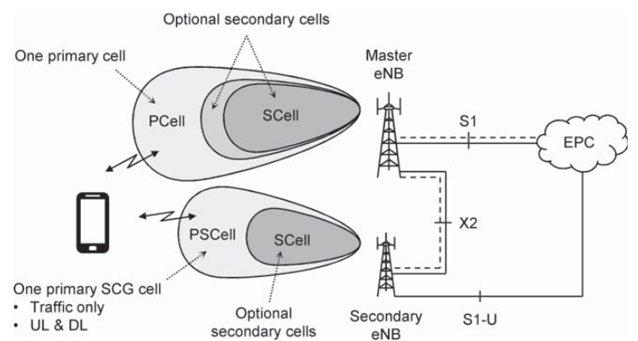 Optional secondary cells
One primary cell
Master
eNB
PCell
SCell
S1
EPC
X2
PSCell
SCell
One primary SCG cell
• Traffic only
• UL & DL
Optional
secondary cells
Secondary
eNB
S1-U